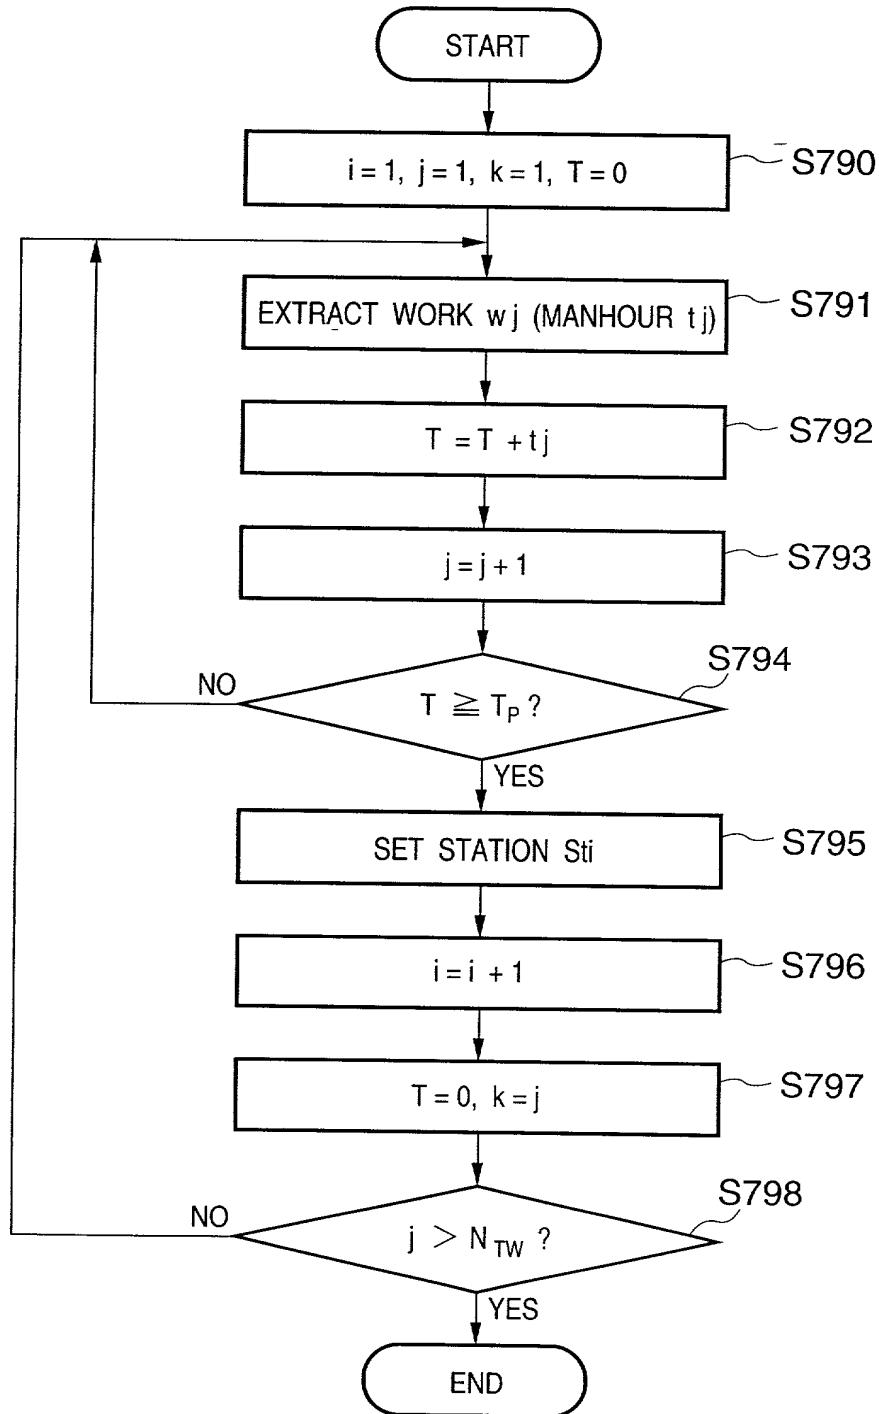 START
i = 1, j = 1, k = 1, T = 0
S790
EXTRACT WORK wj (MANHOUR tj)
S791
T = T + tj
S792
j = j + 1
S793
S794
NO
T ≧ TP ?
YES
SET STATION Sti
S795
i = i + 1
S796
T = 0, k = j
S797
S798
NO
j > NTW ?
YES
END